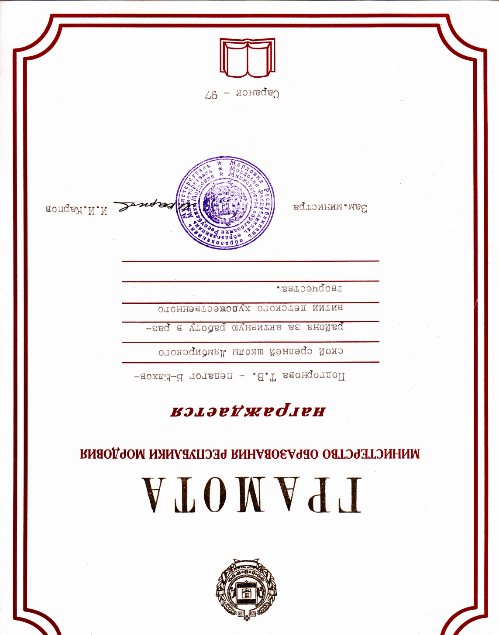 ГРАМОТА
МИНИСТЕРСТВО ОБРАЗОВАНИЯ РЕСПУБЛИКИ МОРДОВИЯ
награждается
Подгорнова Т.В. - педагог
ской средней школы Лямбирского
района за активную работу в раз-
витии детского художественного
творчества.
Зам.министра И.И.Карпов
Саранск - 97